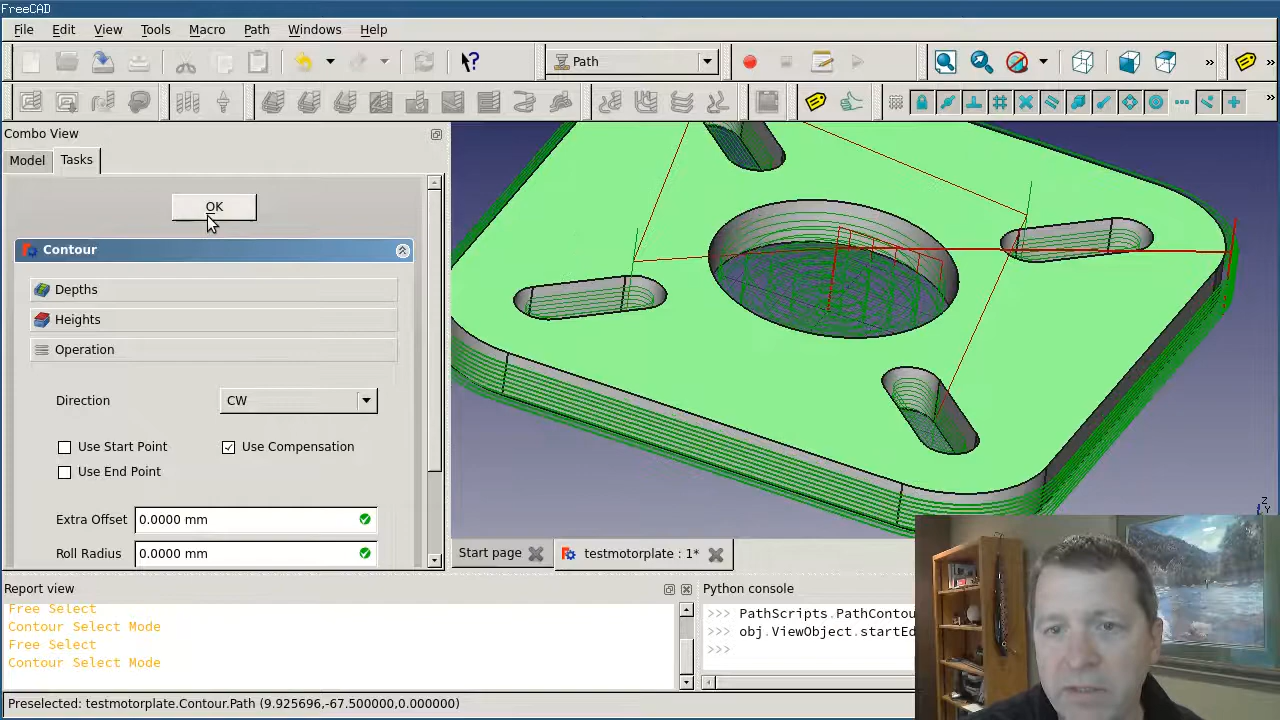 FreeCAD
File Edit View Tools Macro Path Windows Help
Path
»
»
Combo View
Model Tasks
»
OK
Contour
Depths
Heights
Operation
Direction CW
Use Start Point Use Compensation
Use End Point
Extra Offset 0.0000 mm
Roll Radius 0.0000 mm
Z
Y
Start page testmotorplate : 1*
Report view
Free Select
Contour Select Mode
Free Select
Contour Select Mode
Python console
>>> PathScripts.PathContou
>>> obj.ViewObject.startEd
>>>
Preselected: testmotorplate.Contour.Path (9.925696,-67.500000,0.000000)